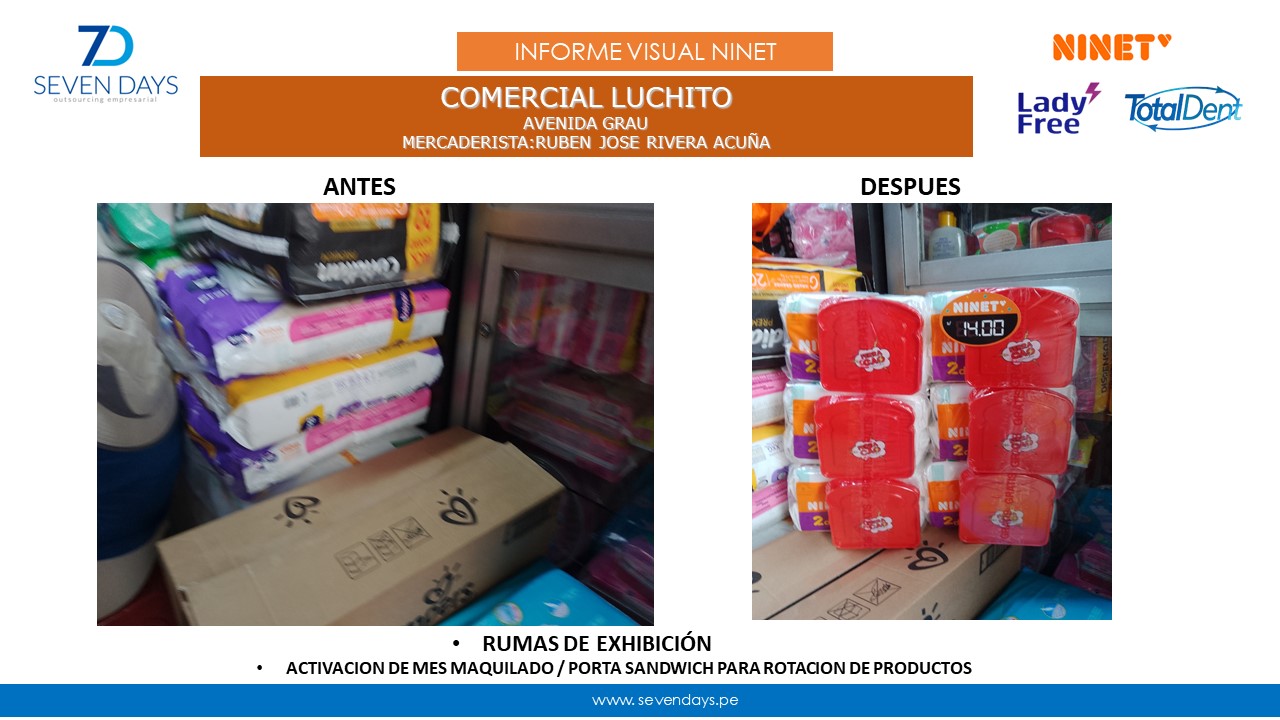 7D
SEVEN DAYS
outsourcing empresarial
INFORME VISUAL NINET
NINET
COMERCIAL LUCHITO
AVENIDA GRAU
MERCADERISTA:RUBEN JOSE RIVERA ACUÑA
Lady
Free
TotalDent
ANTES
DESPUES
NINET
14.00
• RUMAS DE EXHIBICIÓN
• ACTIVACION DE MES MAQUILADO / PORTA SANDWICH PARA ROTACION DE PRODUCTOS
www.sevendays.pe